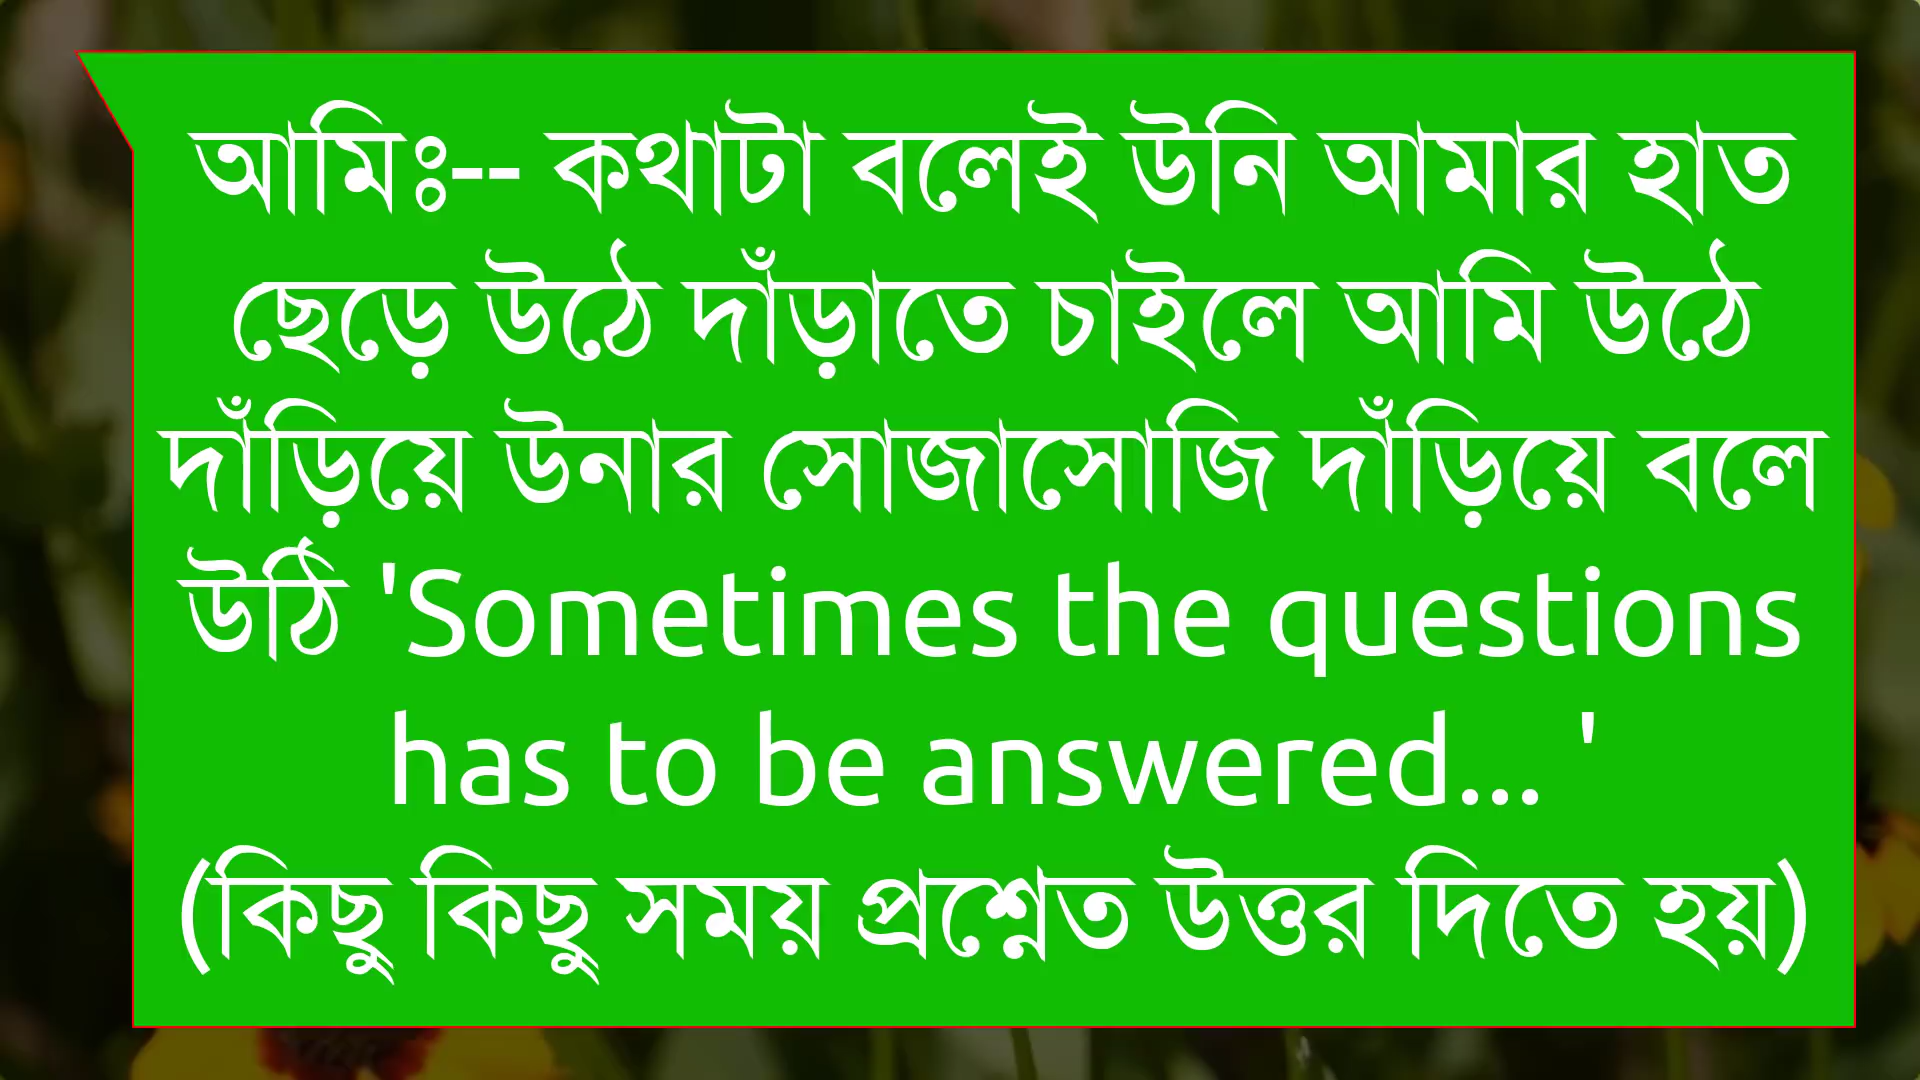 আমিঃ-- কথাটা বলেই উনি আমার হাত
ছেড়ে উঠে দাঁড়াতে চাইলে আমি উঠে
দাঁড়িয়ে উনার সোজাসোজি দাঁড়িয়ে বলে
উঠি 'Sometimes the questions
has to be answered... '
(কিছু কিছু সময় প্রশ্নেত উত্তর দিতে হয়)